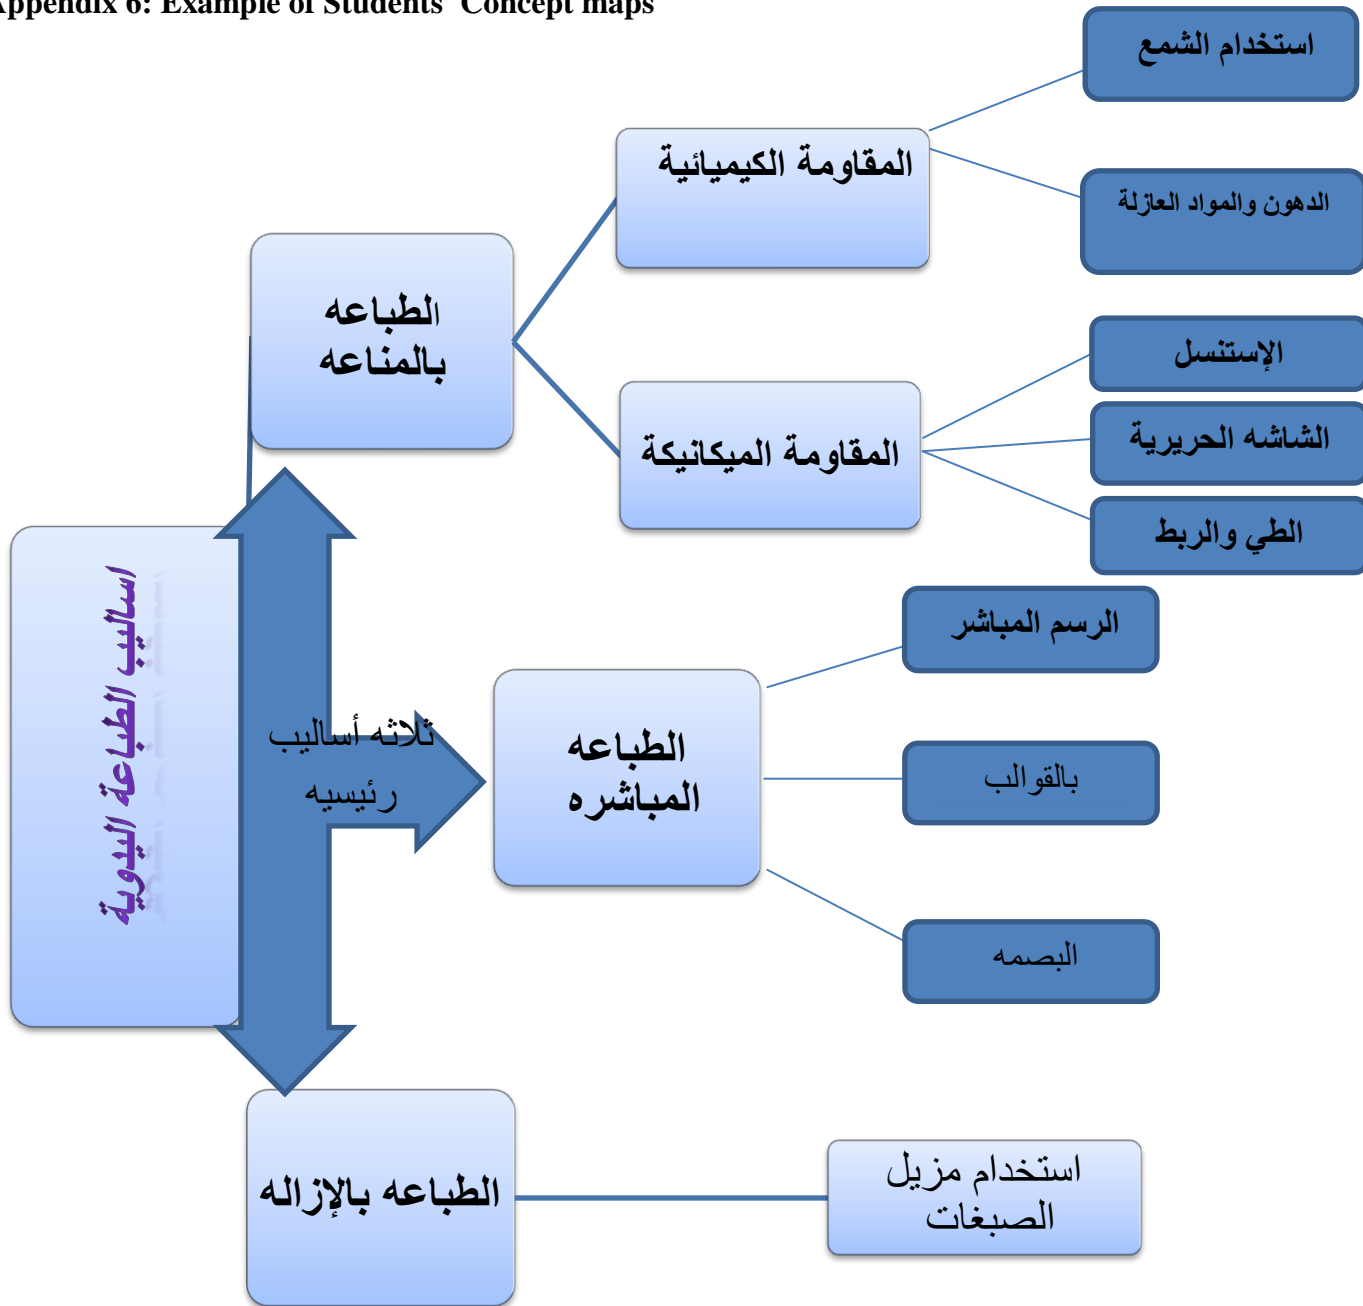 Appendix 6: Example of Students' Concept maps
استخدام الشمع
المقاومة الكيميائية
الدهون والمواد العازلة
الطباعه
بالمناعه
الإستنسل
المقاومة الميكانيكة
الشاشه الحريرية
الطي والربط
اساليب الطباعة اليدوية
ثلاثه أساليب
رئيسيه
الرسم المباشر
الطباعه
المباشره
بالقوالب
البصمه
الطباعه بالإزاله
استخدام مزيل
الصبغات